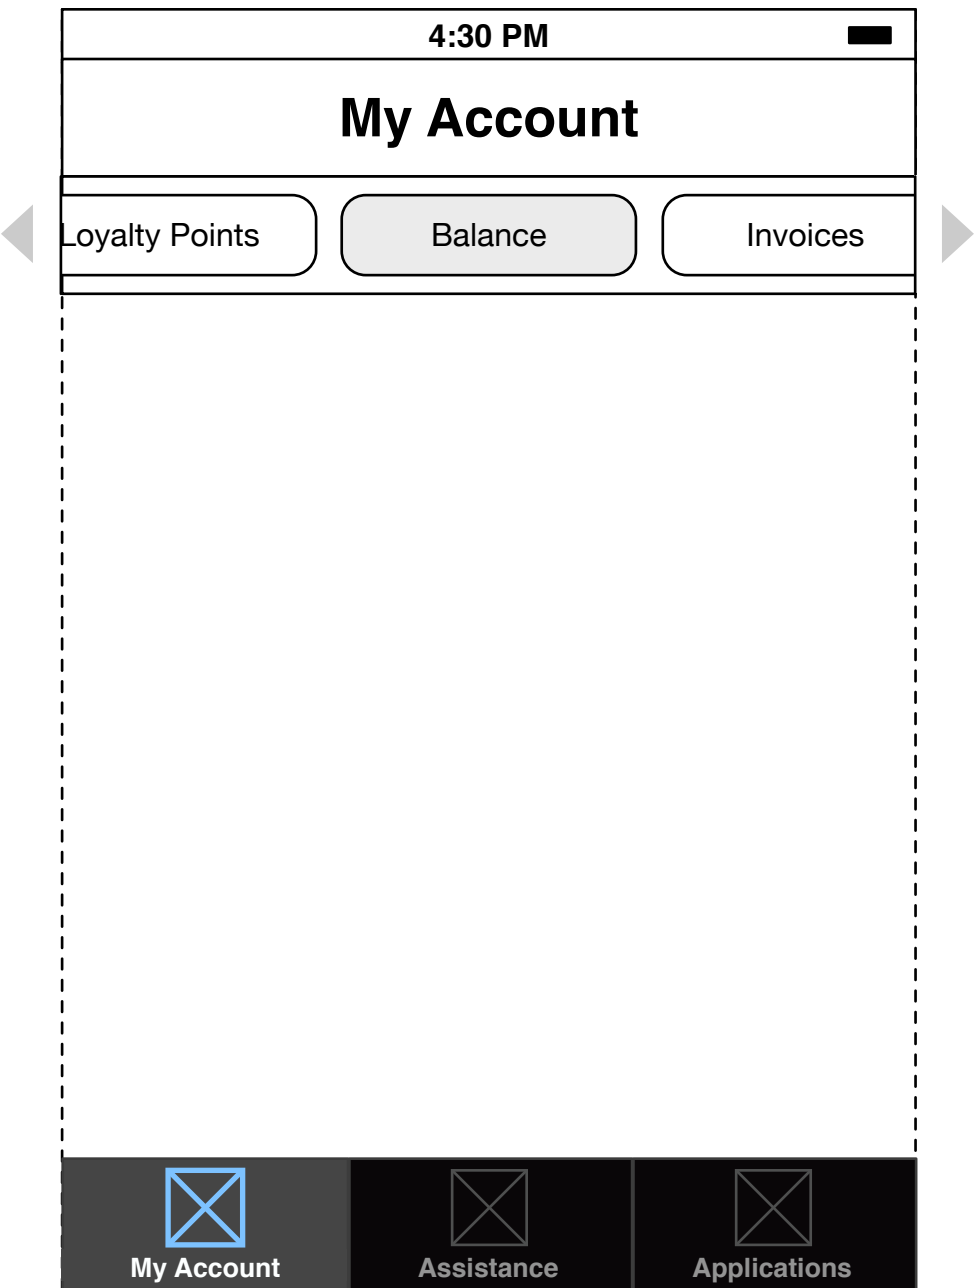 4:30 PM
My Account
Loyalty Points
Balance
Invoices
My Account
Assistance
Applications